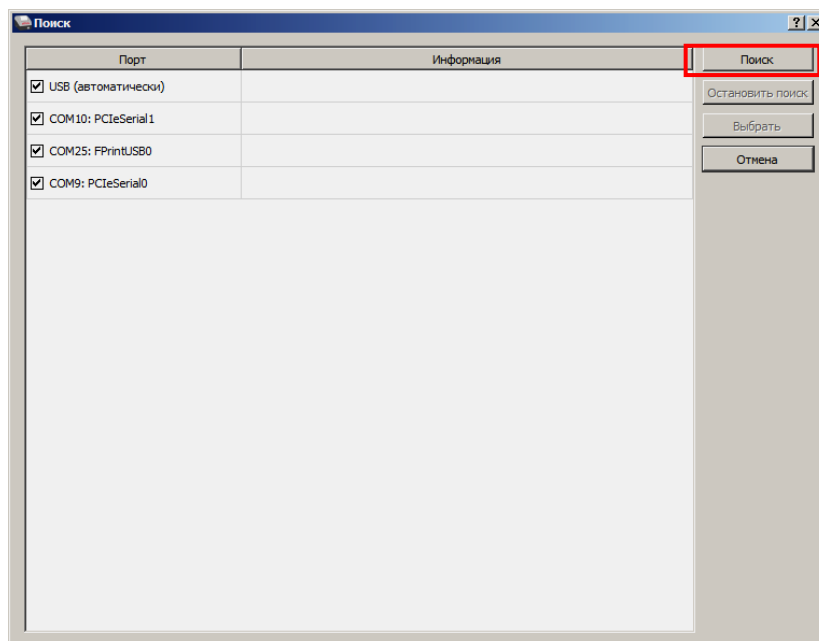 Поиск
Порт Информация Поиск
USB (автоматически) Остановить поиск
COM10: PCIeSerial1 Выбрать
COM25: FPrintUSB0 Отмена
COM9: PCIeSerial0